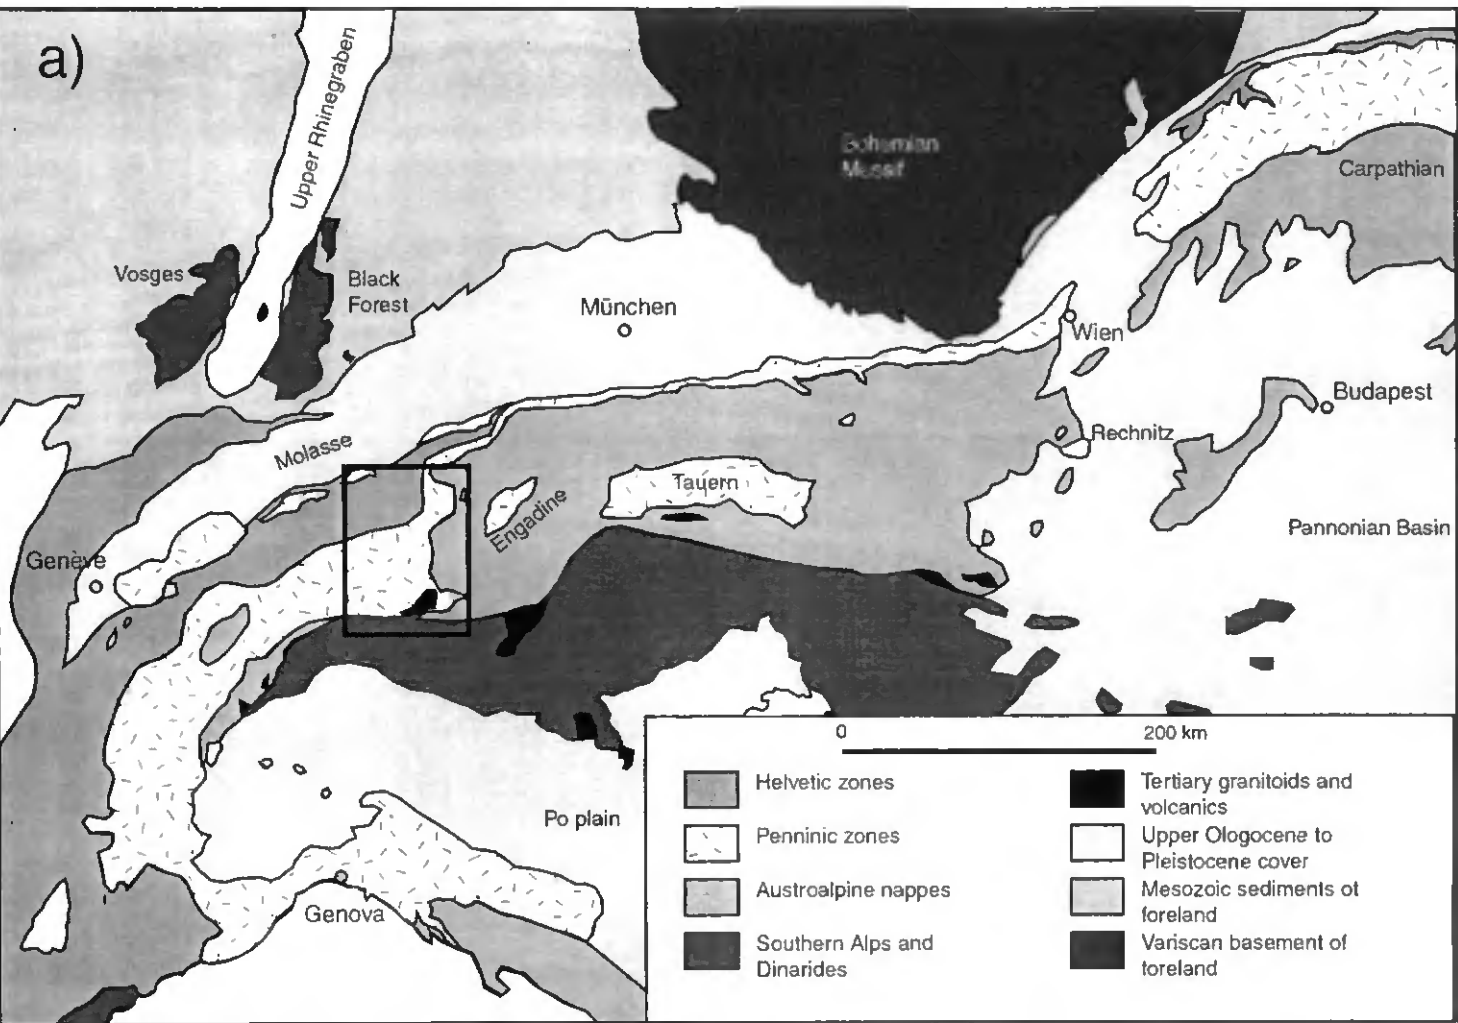 a)
Upper Rhinegraben
Bohemian
Massif
Carpathian
Vosges
Black
Forest
München
Wien
Budapest
Molasse
Rechnitz
Tauern
Engadine
Pannonian Basin
Genève
Po plain
Genova
0 200 km
Helvetic zones
Penninic zones
Austroalpine nappes
Southern Alps and
Dinarides
Tertiary granitoids and
volcanics
Upper Ologocene to
Pleistocene cover
Mesozoic sediments of
foreland
Variscan basement of
foreland